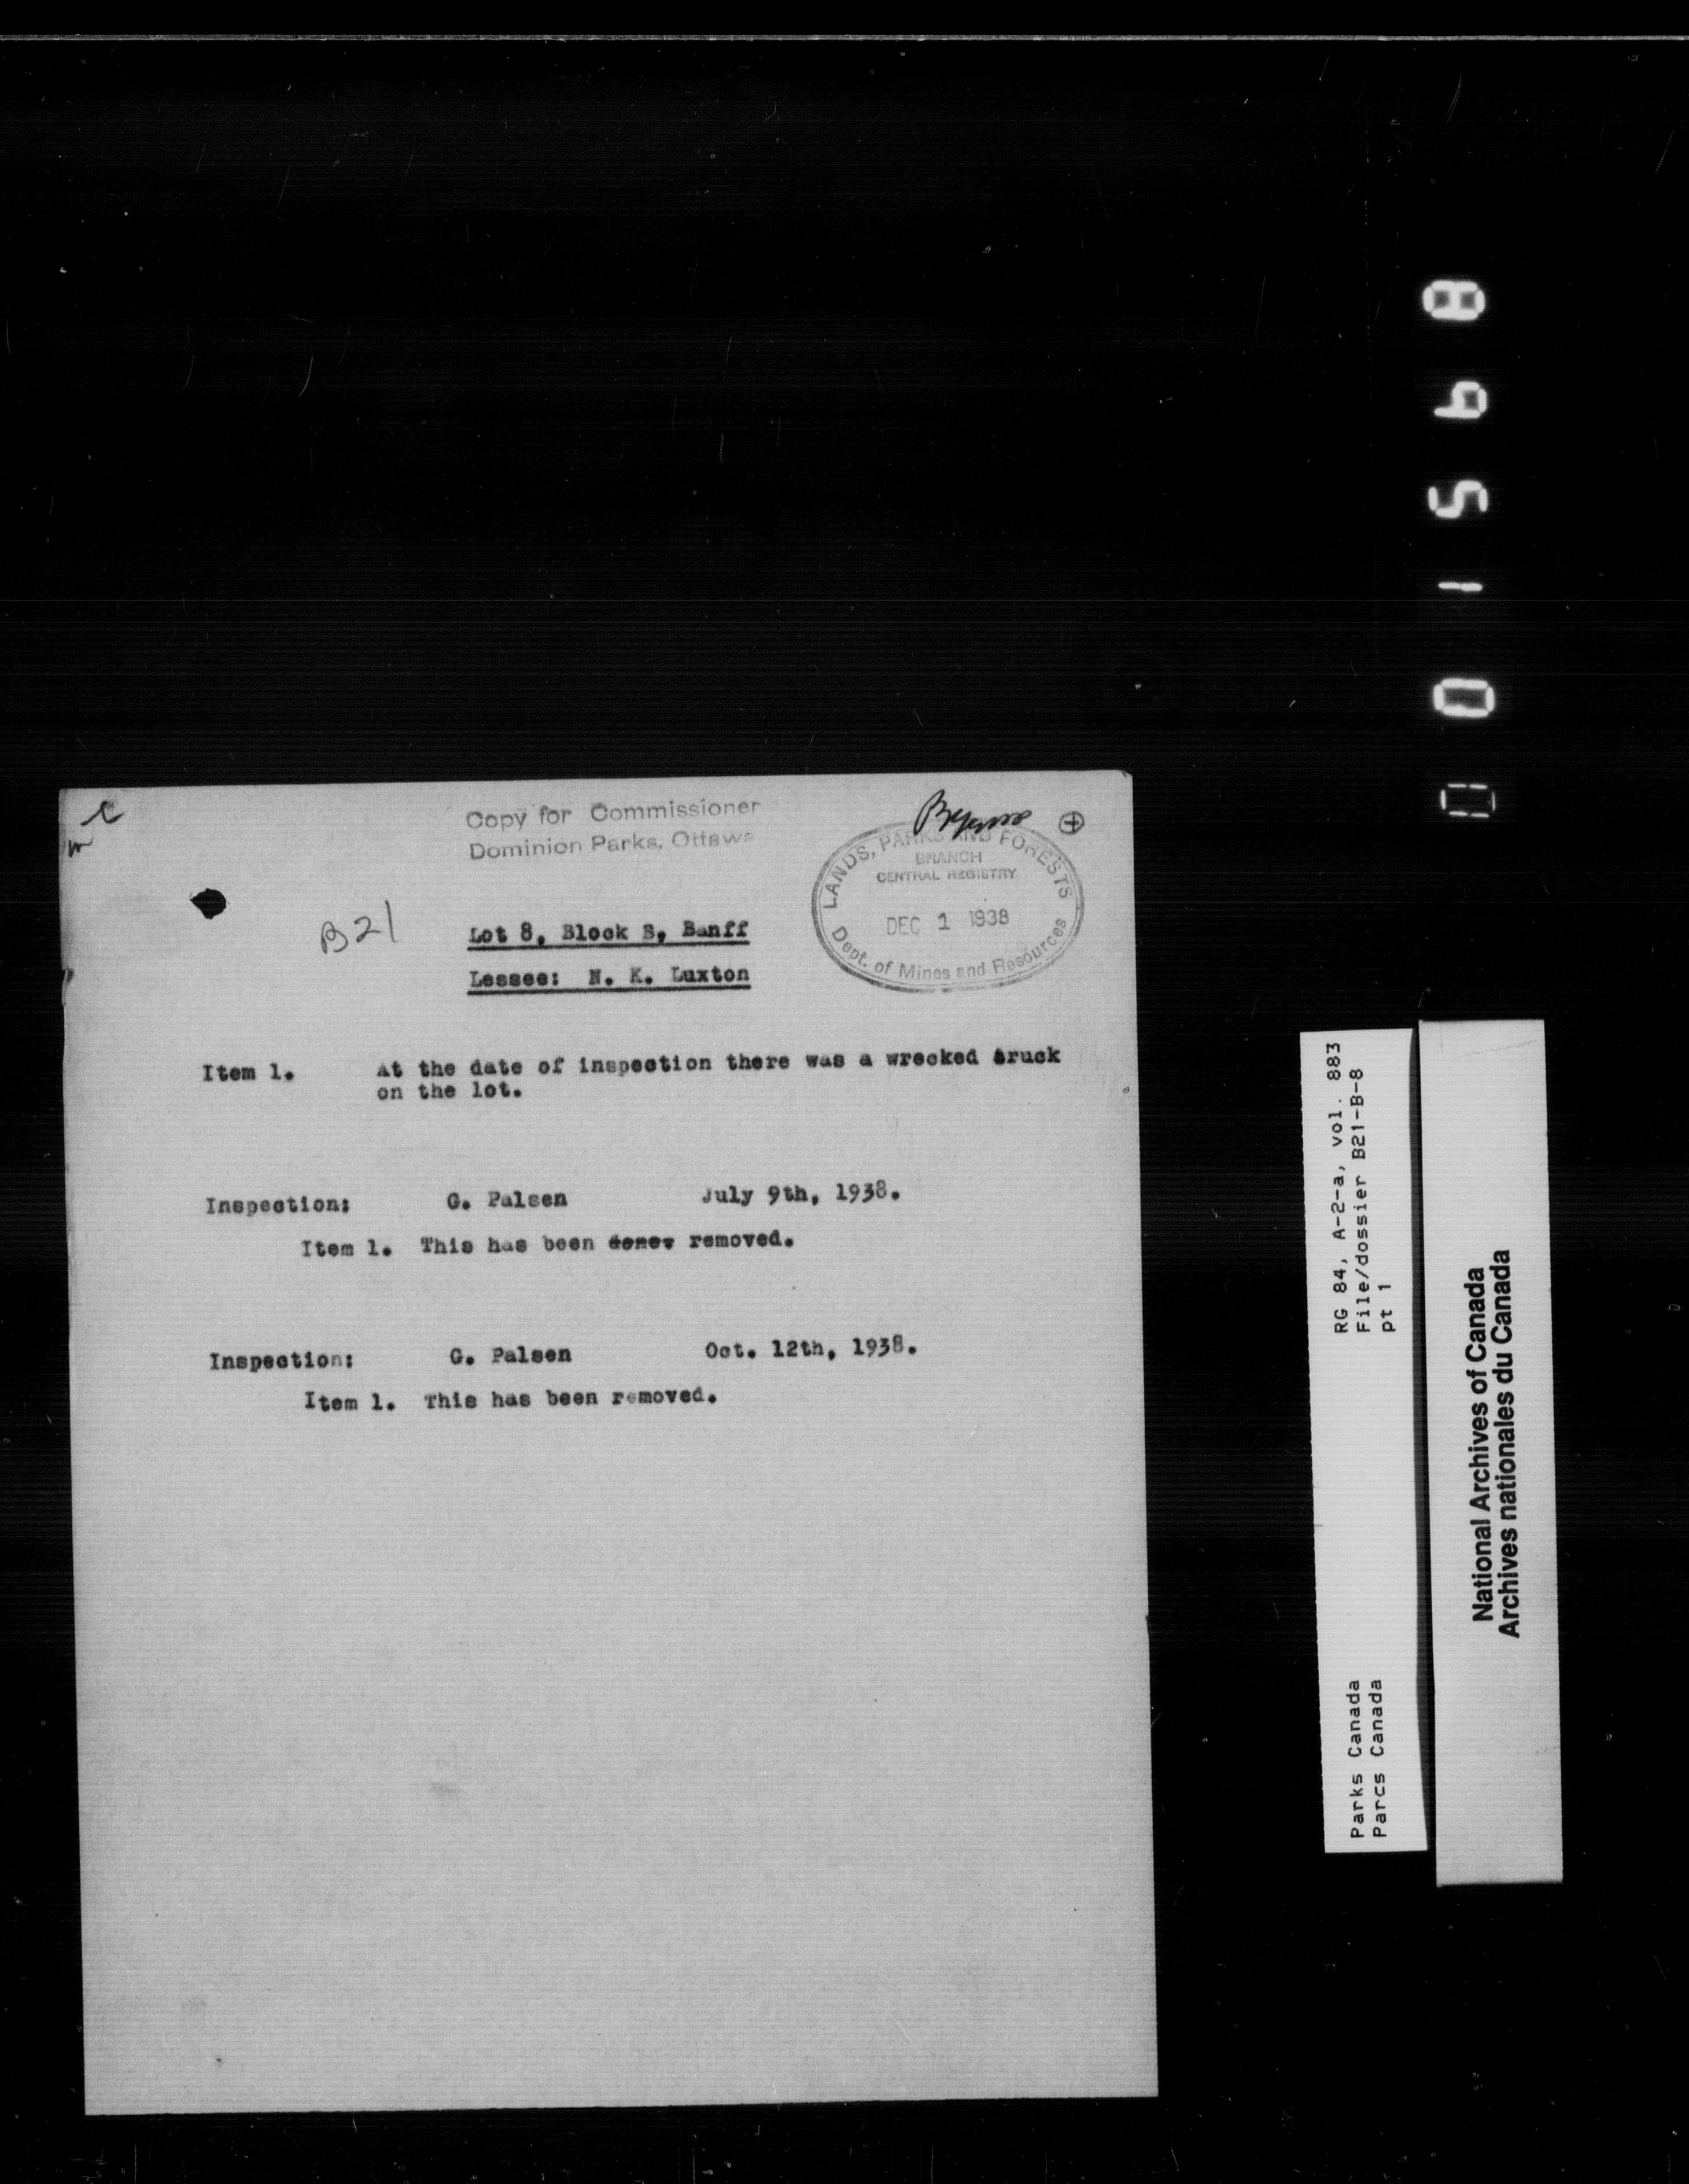 Copy for Commissioner
Dominion Parks, Ottawa
LANDS, PARKS AND FORESTS
BRANCH
CENTRAL REGISTRY
DEC 1 1938
Dept. of Mines and Resources
B21
Lot 8, Block B, Banff
Lessee: N. K. Luxton
Item 1. At the date of inspection there was a wrecked truck
on the lot.
Inspection: G. Palsen July 9th, 1938.
Item 1. This has been removed.
Inspection: G. Palsen Oct. 12th, 1938.
Item 1. This has been removed.
RG 84, A-2-a, vol. 883
File/dossier B21-B-8
pt 1
Parks Canada
Parcs Canada
National Archives of Canada
Archives nationales du Canada